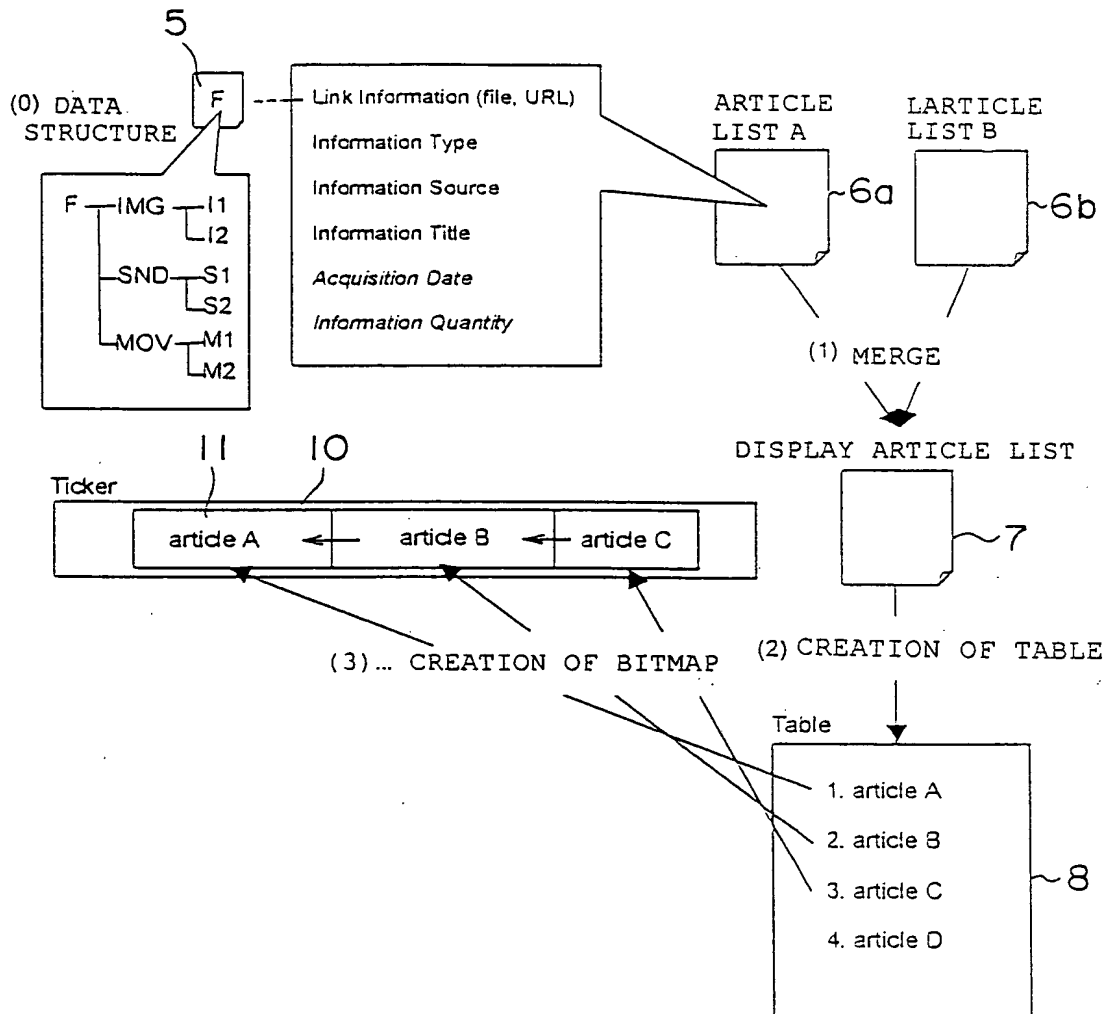 5
(0) DATA
STRUCTURE
F
F IMG I1
I2
SND S1
S2
MOV M1
M2
Link Information (file, URL)
Information Type
Information Source
Information Title
Acquisition Date
Information Quantity
ARTICLE
LIST A
6a
LARTICLE
LIST B
6b
(1) MERGE
DISPLAY ARTICLE LIST
7
11
10
Ticker
article A
article B
article C
(3)... CREATION OF BITMAP
(2) CREATION OF TABLE
Table
1. article A
2. article B
3. article C
4. article D
8